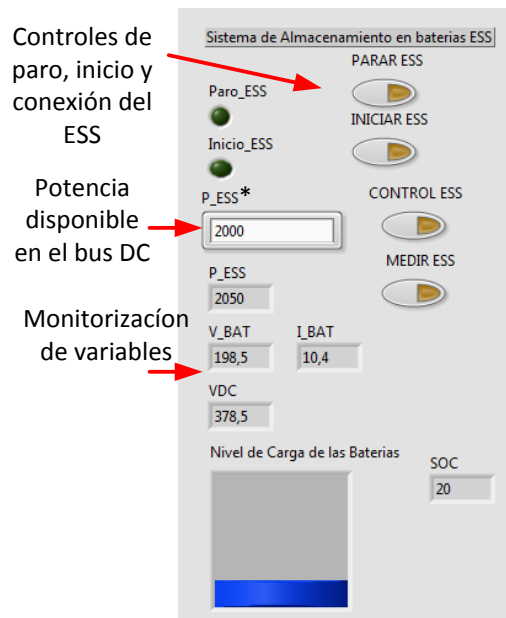 Controles de
paro, inicio y
conexión del
ESS
Sistema de Almacenamiento en baterias ESS
PARAR ESS
Paro_ESS
INICIAR ESS
Inicio_ESS
Potencia
disponible
en el bus DC
P_ESS*
CONTROL ESS
2000
MEDIR ESS
P_ESS
2050
Monitorizacíon
de variables
V_BAT
I_BAT
198,5
10,4
VDC
378,5
Nivel de Carga de las Baterias
SOC
20